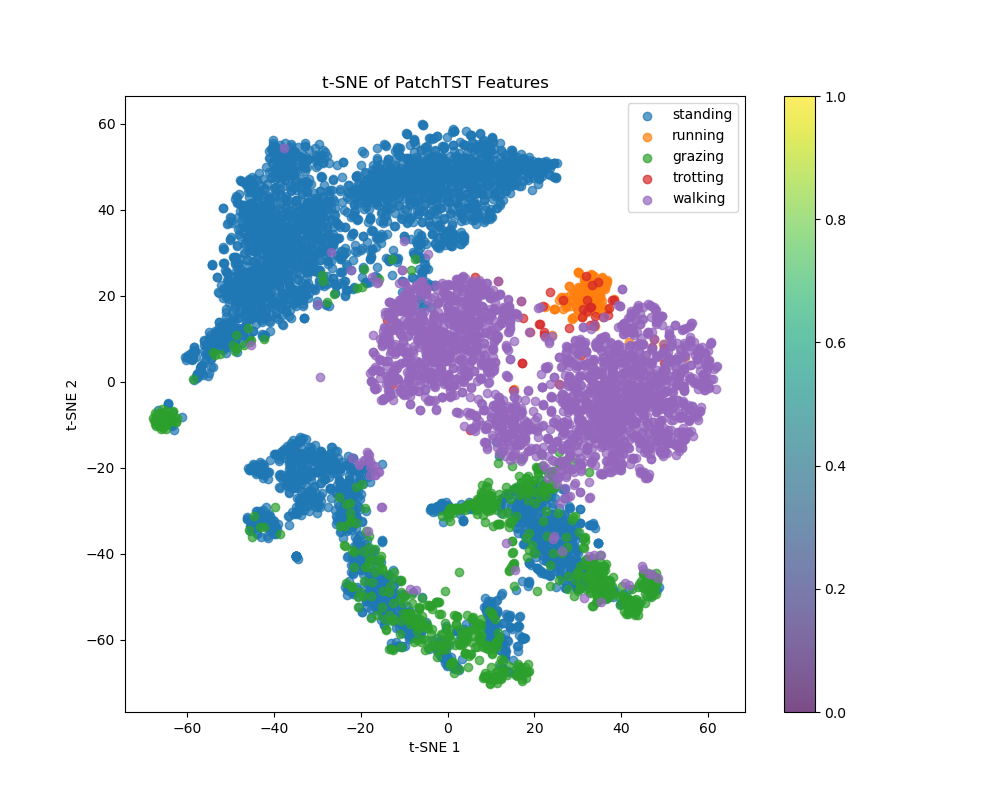 t-SNE of PatchTST Features
standing
running
grazing
trotting
walking
60
40
20
0
−20
−40
−60
t-SNE 2
−60
−40
−20
0
20
40
60
t-SNE 1
1.0
0.8
0.6
0.4
0.2
0.0